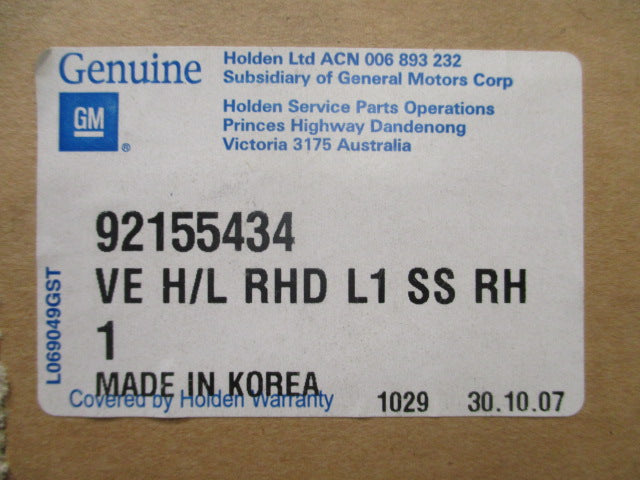 Genuine
GM
®
Holden Ltd ACN 006 893 232
Subsidiary of General Motors Corp
Holden Service Parts Operations
Princes Highway Dandenong
Victoria 3175 Australia
92155434
VE H/L RHD L1 SS RH
1
MADE IN KOREA
Covered by Holden Warranty
1029 30.10.07
L069049GST